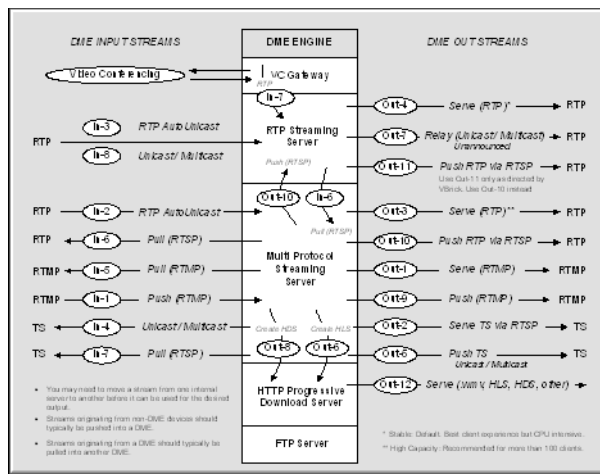 DME INPUT STREAMS
DME ENGINE
DME OUT STREAMS
Video Conferencing
RTP
VC Gateway
In-7
In-3 RTP AutoUnicast
RTP
In-8 Unicast/Multicast
RTP Streaming Server
Push (RTSP)
Out-4 Serve (RTP)* RTP
Out-7 Relay (Unicast/Multicast) RTP
Unannounced
Out-11 Push RTP via RTSP RTP
Use Out-11 only as directed by
VBrick. Use Out-10 instead
Out-10
In-6
Pull (RTSP)
RTP In-2 RTP AutoUnicast
RTP In-6 Pull (RTSP)
RTMP In-5 Pull (RTMP)
RTMP In-1 Push (RTMP)
TS In-4 Unicast/Multicast
TS In-7 Pull (RTSP)
Multi Protocol
Streaming
Server
Create HDS
Create HLS
Out-8
Out-6
Out-3 Serve (RTP)** RTP
Out-10 Push RTP via RTSP RTP
Out-1 Serve (RTMP) RTMP
Out-9 Push (RTMP) RTMP
Out-2 Serve TS via RTSP TS
Out-5 Push TS TS
Unicast/Multicast
Out-12 Serve (.wmv, HLS, HDS, other)
HTTP Progressive
Download Server
FTP Server
• You may need to move a stream from one internal
server to another before it can be used for the desired
output.
• Streams originating from non-DME devices should
typically be pushed into a DME.
• Streams originating from a DME should typically be
pulled into another DME.
* Stable: Default. Best client experience but CPU intensive.
** High Capacity: Recommended for more than 100 clients.